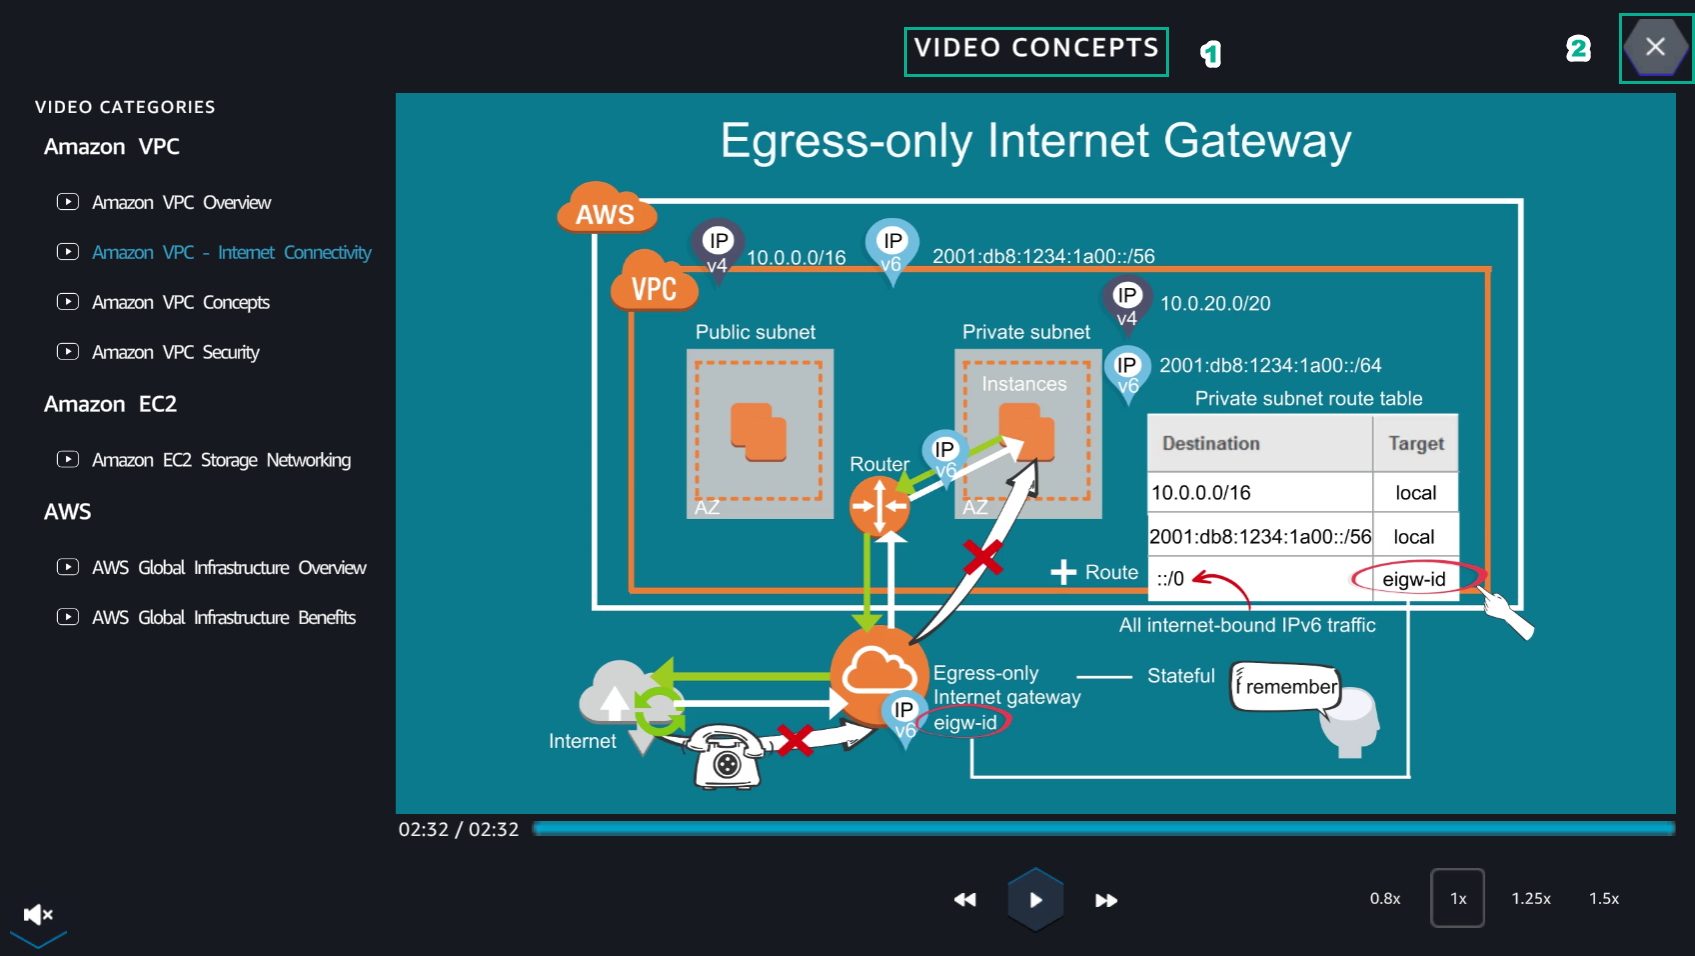 VIDEO CONCEPTS
1
2
VIDEO CATEGORIES
Amazon VPC
Amazon VPC Overview
Amazon VPC - Internet Connectivity
Amazon VPC Concepts
Amazon VPC Security
Amazon EC2
Amazon EC2 Storage Networking
AWS
AWS Global Infrastructure Overview
AWS Global Infrastructure Benefits
Egress-only Internet Gateway
AWS
IP
v4
10.0.0.0/16
IP
v6
2001:db8:1234:1a00::/56
VPC
IP
v4
10.0.20.0/20
Public subnet
Private subnet
IP
v6
2001:db8:1234:1a00::/64
Instances
Private subnet route table
Destination Target
10.0.0.0/16 local
2001:db8:1234:1a00::/56 local
::/0 eigw-id
Route
Router
IP
v6
AZ
AZ
All internet-bound IPv6 traffic
Egress-only
Internet gateway
eigw-id
IP
v6
Stateful
I remember
Internet
02:32 / 02:32
0.8x
1x
1.25x
1.5x